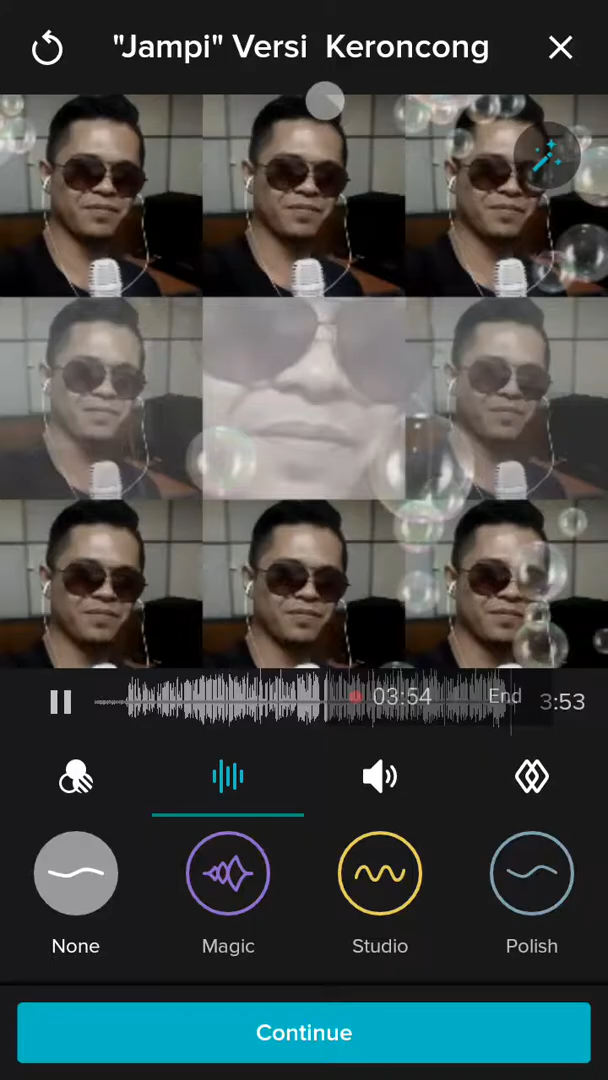 "Jampi" Versi Keroncong
03:54 End 3:53
None Magic Studio Polish
Continue